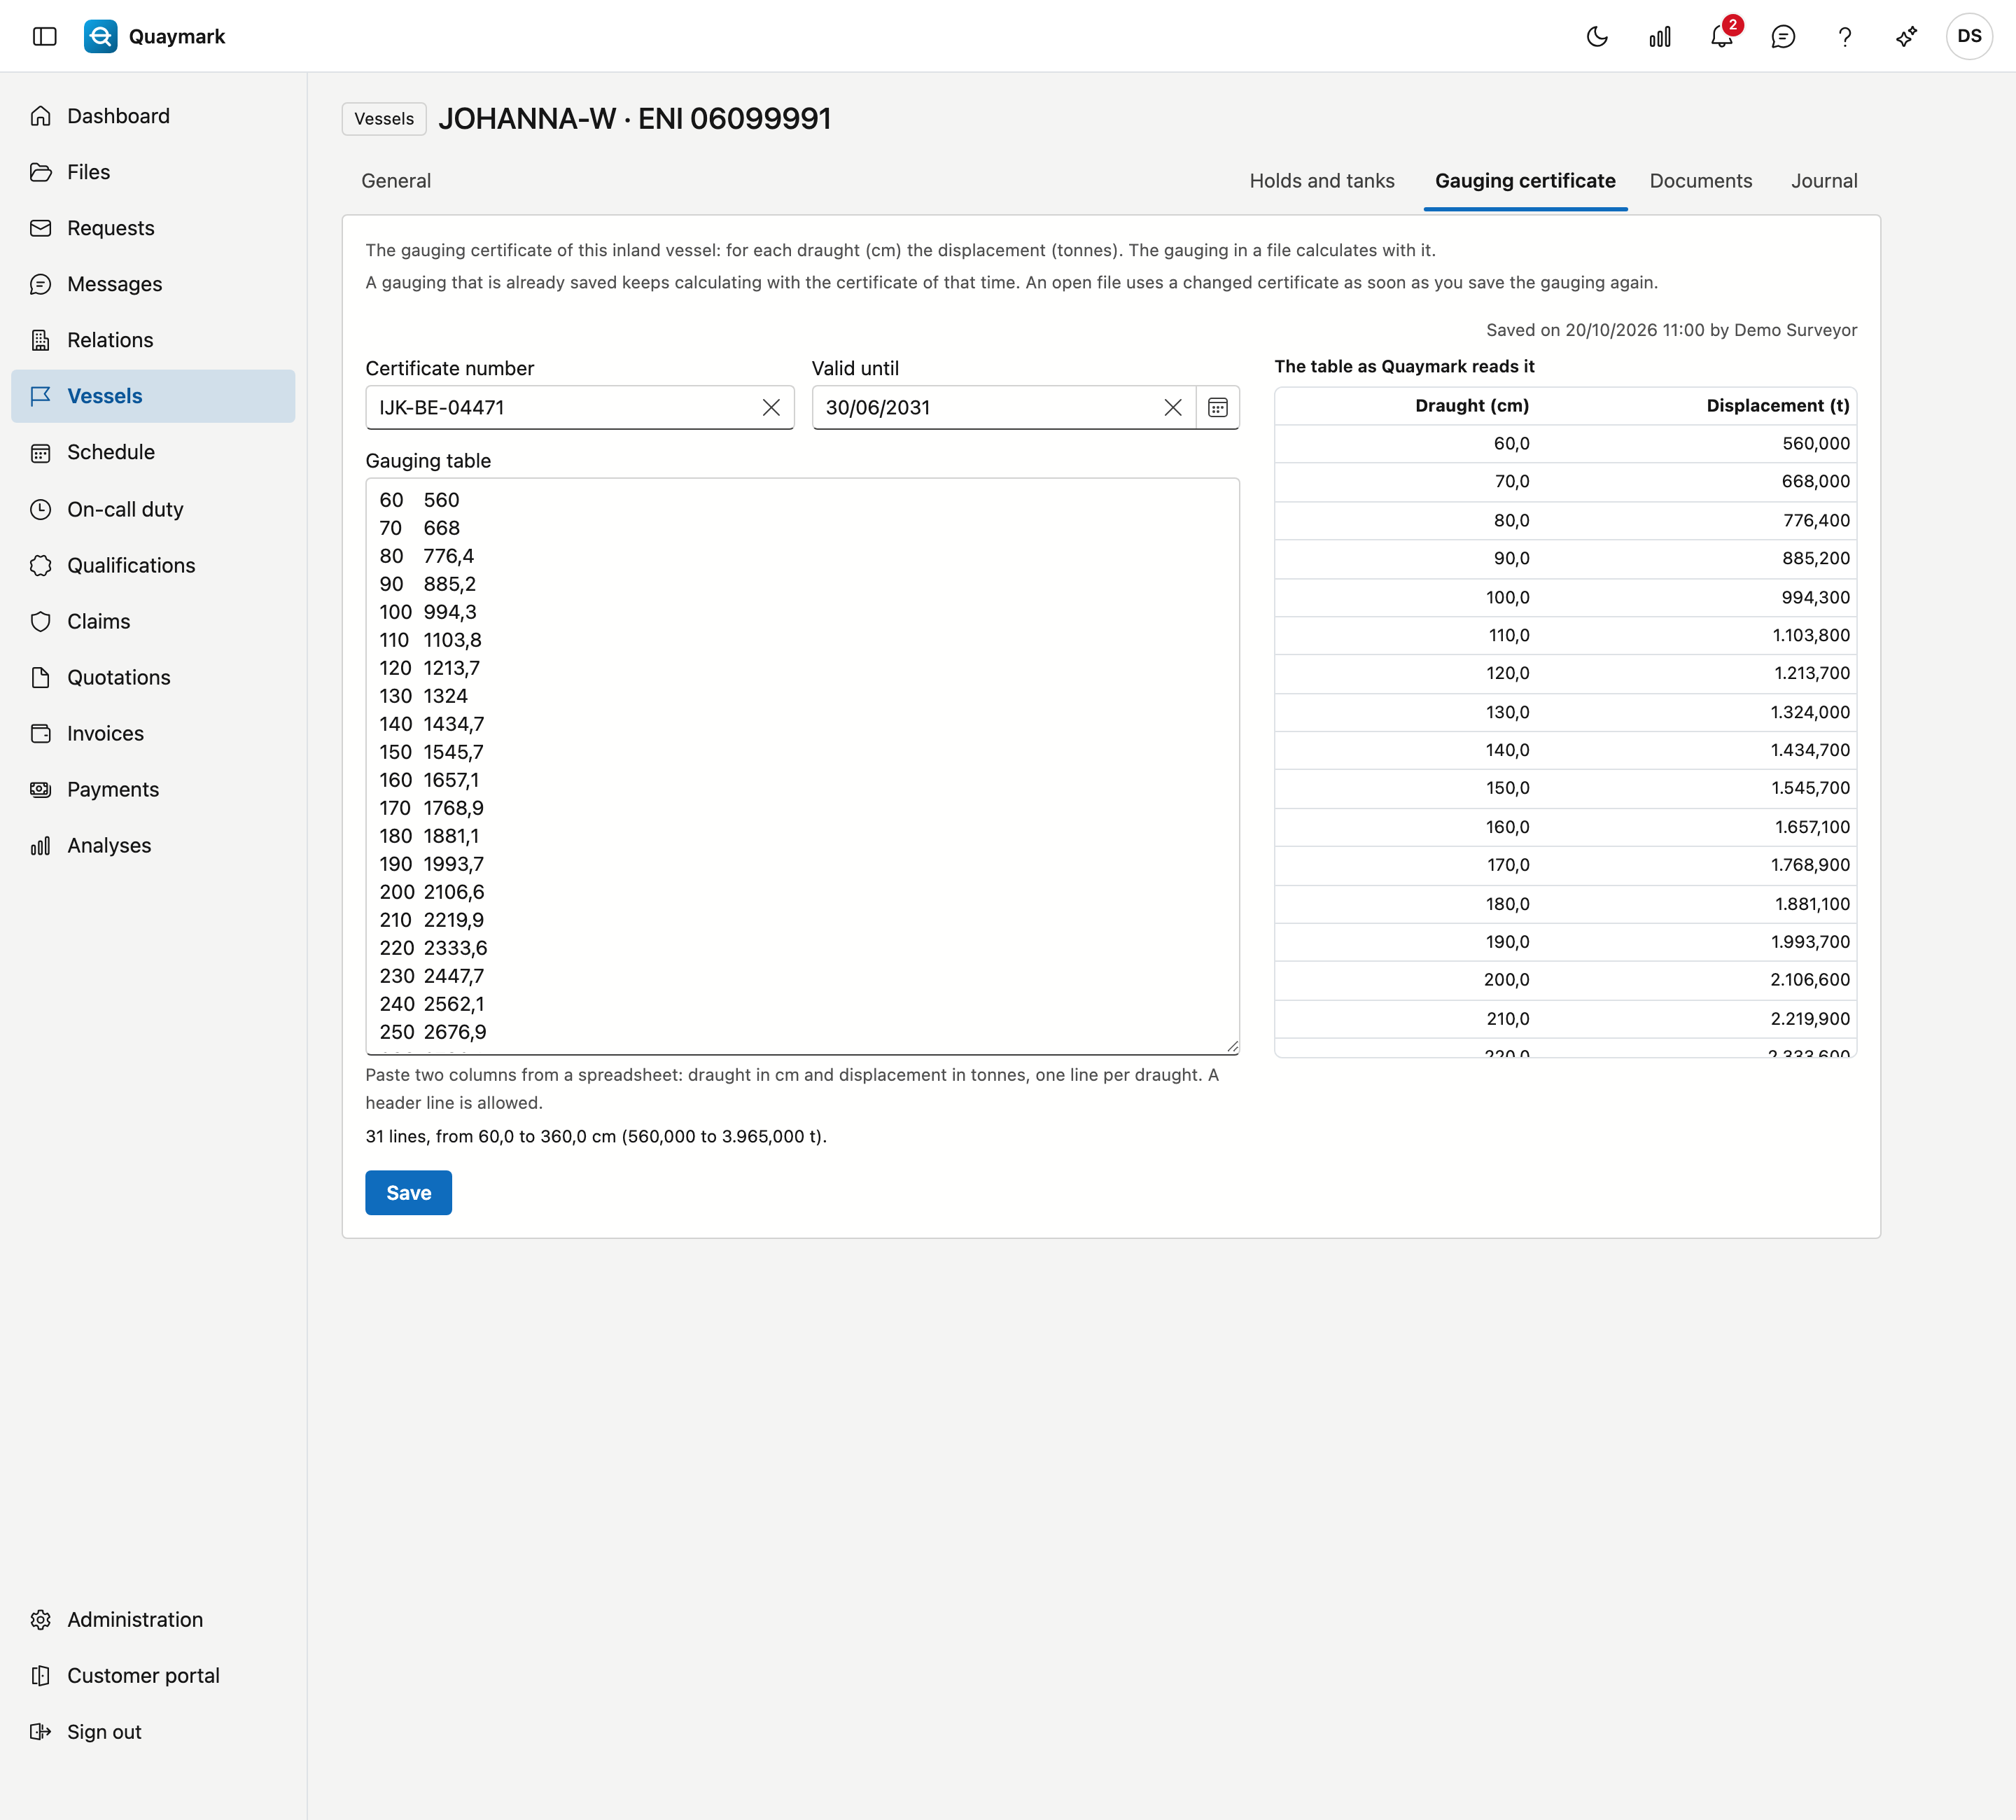 Quaymark
2
DS
Dashboard
Files
Requests
Messages
Relations
Vessels
Schedule
On-call duty
Qualifications
Claims
Quotations
Invoices
Payments
Analyses
Administration
Customer portal
Sign out
Vessels
JOHANNA-W · ENI 06099991
General
Holds and tanks
Gauging certificate
Documents
Journal
The gauging certificate of this inland vessel: for each draught (cm) the displacement (tonnes). The gauging in a file calculates with it.
A gauging that is already saved keeps calculating with the certificate of that time. An open file uses a changed certificate as soon as you save the gauging again.
Saved on 20/10/2026 11:00 by Demo Surveyor
Certificate number
IJK-BE-04471
Valid until
30/06/2031
Gauging table
60 560
70 668
80 776,4
90 885,2
100 994,3
110 1103,8
120 1213,7
130 1324
140 1434,7
150 1545,7
160 1657,1
170 1768,9
180 1881,1
190 1993,7
200 2106,6
210 2219,9
220 2333,6
230 2447,7
240 2562,1
250 2676,9
Paste two columns from a spreadsheet: draught in cm and displacement in tonnes, one line per draught. A
header line is allowed.
31 lines, from 60,0 to 360,0 cm (560,000 to 3.965,000 t).
Save
The table as Quaymark reads it
Draught (cm) Displacement (t)
60,0 560,000
70,0 668,000
80,0 776,400
90,0 885,200
100,0 994,300
110,0 1.103,800
120,0 1.213,700
130,0 1.324,000
140,0 1.434,700
150,0 1.545,700
160,0 1.657,100
170,0 1.768,900
180,0 1.881,100
190,0 1.993,700
200,0 2.106,600
210,0 2.219,900
220,0 2.333,600